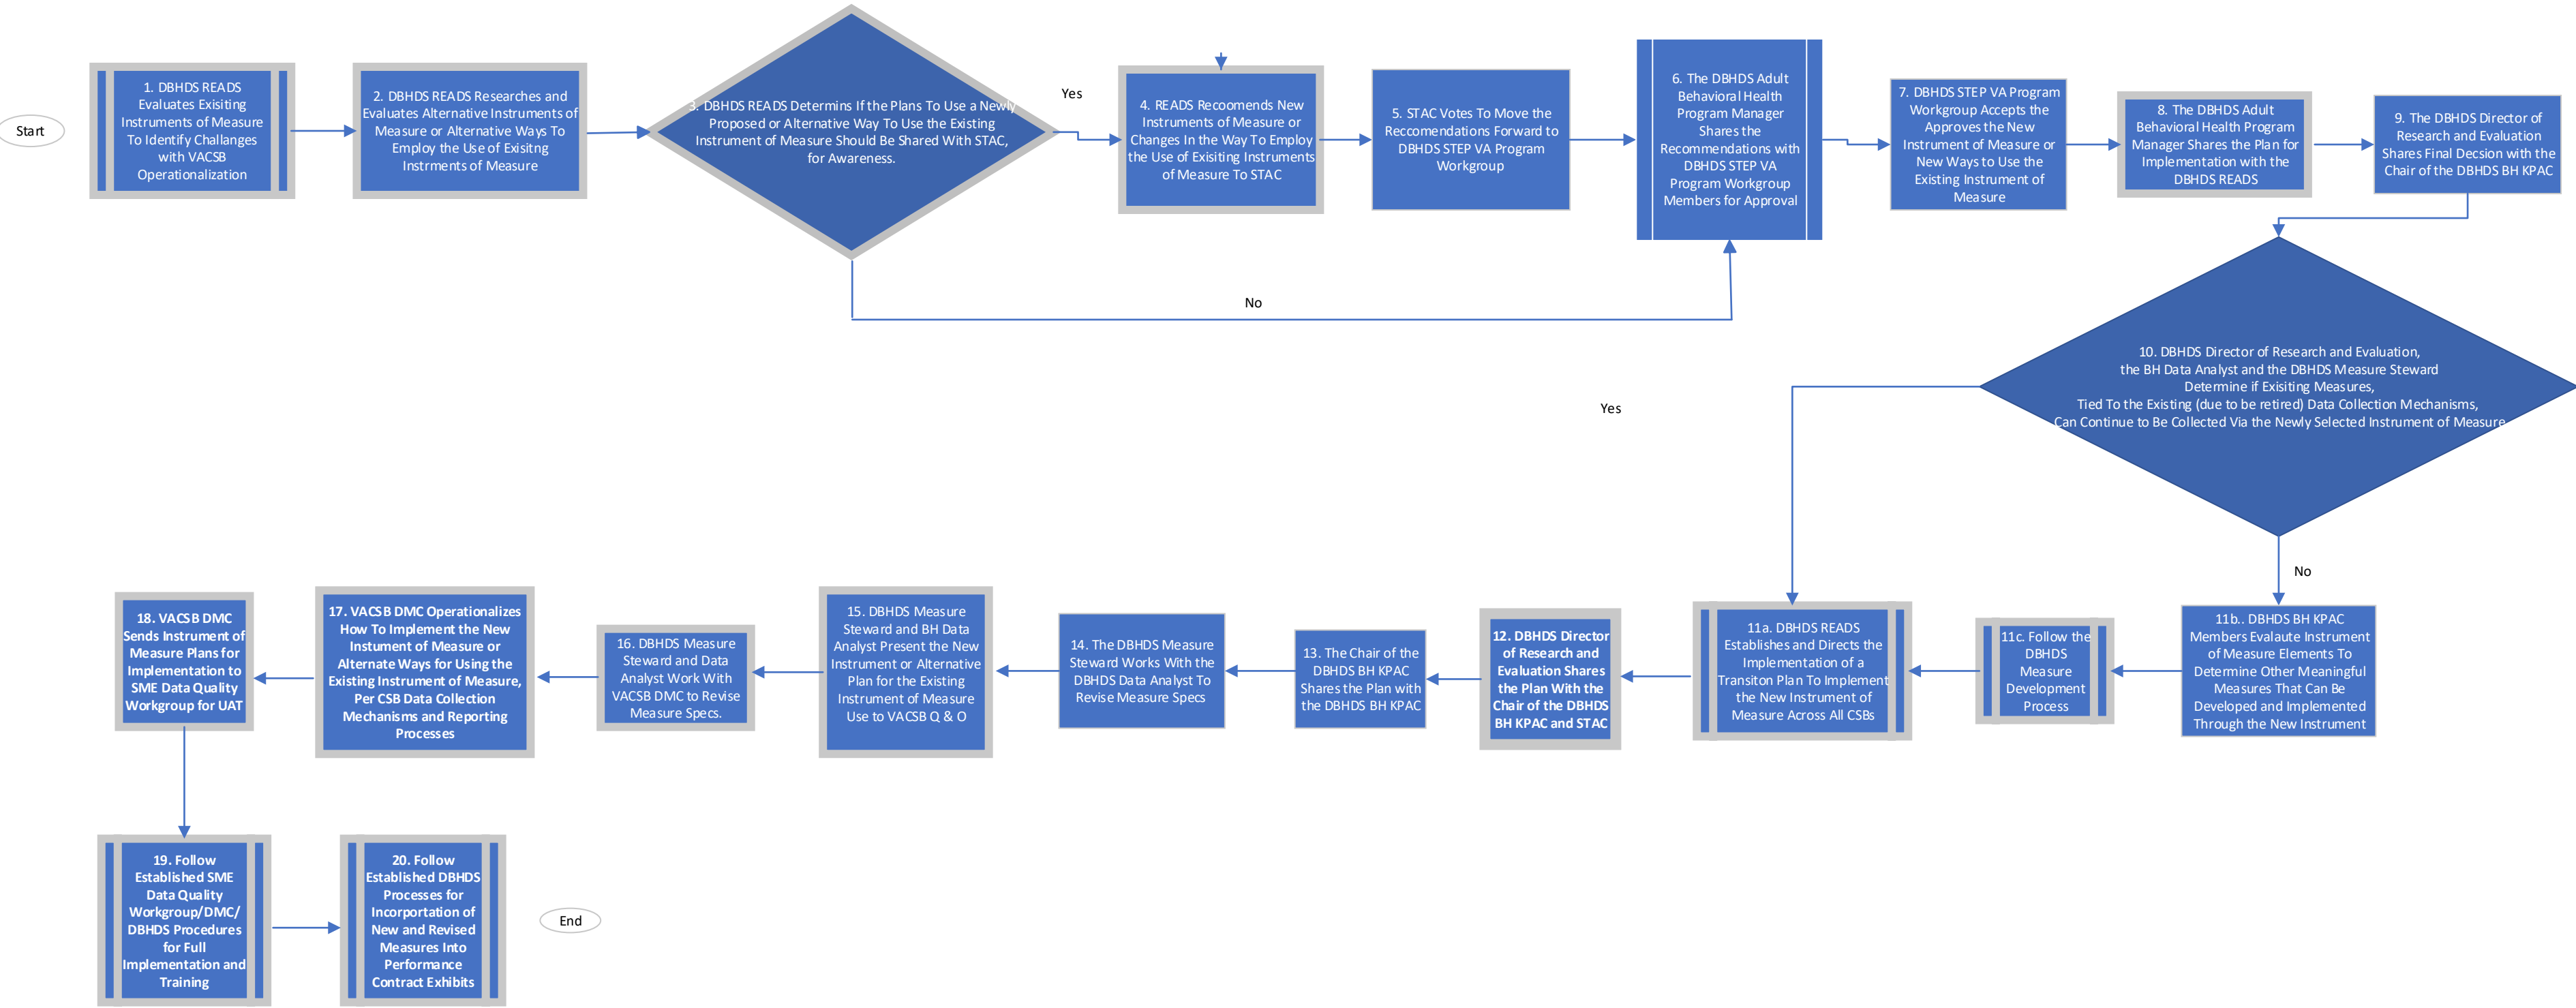 Start
1. DBHDS READS
Evaluates Exisiting
Instruments of Measure
To Identify Challanges
with VACSB
Operationalization
2. DBHDS READS Researches and
Evaluates Alternative Instruments of
Measure or Alternative Ways To
Employ the Use of Exisitng
Instrments of Measure
3. DBHDS READS Determins If the Plans To Use a Newly
Proposed or Alternative Way To Use the Existing
Instrument of Measure Should Be Shared With STAC,
for Awareness.
Yes
4. READS Recoomends New
Instruments of Measure or
Changes In the Way To Employ
the Use of Exisiting Instruments
of Measure To STAC
5. STAC Votes To Move the
Reccomendations Forward to
DBHDS STEP VA Program
Workgroup
6. The DBHDS Adult
Behavioral Health
Program Manager
Shares the
Recommendations with
DBHDS STEP VA
Program Workgroup
Members for Approval
7. DBHDS STEP VA Program
Workgroup Accepts the
Approves the New
Instrument of Measure or
New Ways to Use the
Existing Instrument of
Measure
8. The DBHDS Adult
Behavioral Health Program
Manager Shares the Plan for
Implementation with the
DBHDS READS
9. The DBHDS Director of
Research and Evaluation
Shares Final Decsion with the
Chair of the DBHDS BH KPAC
No
10. DBHDS Director of Research and Evaluation,
the BH Data Analyst and the DBHDS Measure Steward
Determine if Exisiting Measures,
Tied To the Existing (due to be retired) Data Collection Mechanisms,
Can Continue to Be Collected Via the Newly Selected Instrument of Measure
Yes
No
11b.. DBHDS BH KPAC
Members Evalaute Instrument
of Measure Elements To
Determine Other Meaningful
Measures That Can Be
Developed and Implemented
Through the New Instrument
11c. Follow the
DBHDS
Measure
Development
Process
11a. DBHDS READS
Establishes and Directs the
Implementation of a
Transiton Plan To Implement
the New Instrument of
Measure Across All CSBs
12. DBHDS Director
of Research and
Evaluation Shares
the Plan With the
Chair of the DBHDS
BH KPAC and STAC
13. The Chair of the
DBHDS BH KPAC
Shares the Plan with
the DBHDS BH KPAC
14. The DBHDS Measure
Steward Works With the
DBHDS Data Analyst To
Revise Measure Specs
15. DBHDS Measure
Steward and BH Data
Analyst Present the New
Instrument or Alternative
Plan for the Existing
Instrument of Measure
Use to VACSB Q & O
16. DBHDS Measure
Steward and Data
Analyst Work With
VACSB DMC to Revise
Measure Specs.
17. VACSB DMC Operationalizes
How To Implement the New
Instument of Measure or
Alternate Ways for Using the
Existing Instrument of Measure,
Per CSB Data Collection
Mechanisms and Reporting
Processes
18. VACSB DMC
Sends Instrument of
Measure Plans for
Implementation to
SME Data Quality
Workgroup for UAT
19. Follow
Established SME
Data Quality
Workgroup/DMC/
DBHDS Procedures
for Full
Implementation and
Training
20. Follow
Established DBHDS
Processes for
Incorportation of
New and Revised
Measures Into
Performance
Contract Exhibits
End